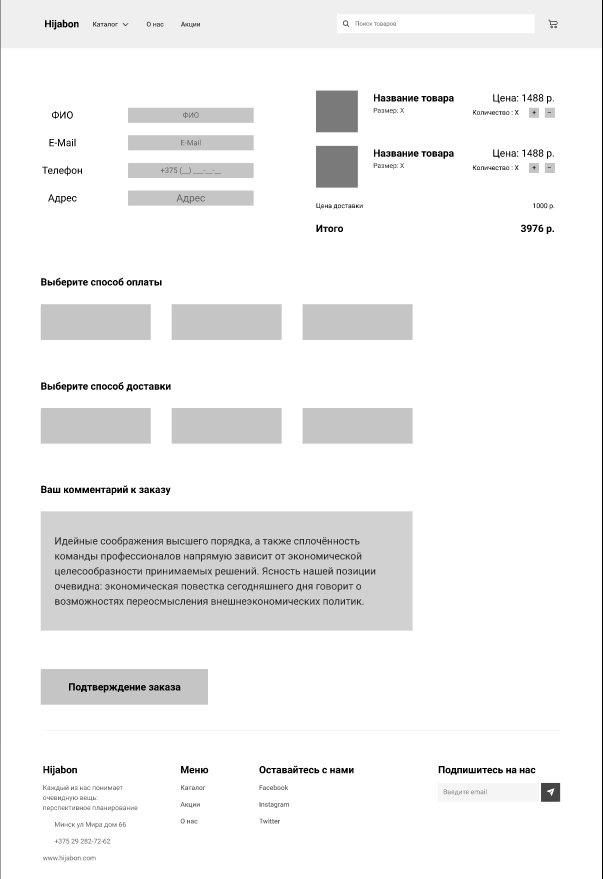 Hijabon Каталог О нас Акции Поиск товаров
ФИО ФИО
E-Mail E-Mail
Телефон +375 (__) ___-__-__
Адрес Адрес
Название товара Цена: 1488 р.
Размер: X Количество : X + −
Название товара Цена: 1488 р.
Размер: X Количество : X + −
Цена доставки 1000 р.
Итого 3976 р.
Выберите способ оплаты
Выберите способ доставки
Ваш комментарий к заказу
Идейные соображения высшего порядка, а также сплочённость
команды профессионалов напрямую зависит от экономической
целесообразности принимаемых решений. Ясность нашей позиции
очевидна: экономическая повестка сегодняшнего дня говорит о
возможностях переосмысления внешнеэкономических политик.
Подтверждение заказа
Hijabon
Каждый из нас понимает
очевидную вещь:
перспективное планирование
Минск ул Мира дом 66
+375 29 282-72-62
www.hijabon.com
Меню
Каталог
Акции
О нас
Оставайтесь с нами
Facebook
Instagram
Twitter
Подпишитесь на нас
Введите email